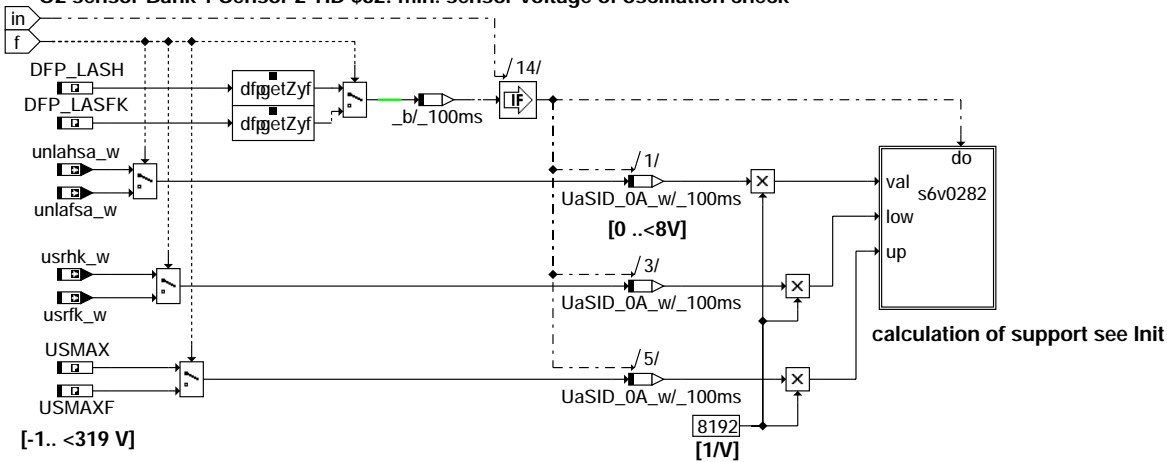 O2 sensor Bank 1 Sensor 2 TID $82: min. sensor voltage of oscillation check
in
f
DFP_LASH
DFP_LASFK
dfpgetZyf
dfpgetZyf
_b/_100ms
/14/
IF
unlahsa_w
unlafsa_w
/1/
UaSID_0A_w/_100ms
[0 ..<8V]
do
s6v0282
val
low
up
usrhk_w
usrfk_w
/3/
UaSID_0A_w/_100ms
calculation of support see Init
USMAX
USMAXF
[-1.. <319 V]
/5/
UaSID_0A_w/_100ms
8192
[1/V]